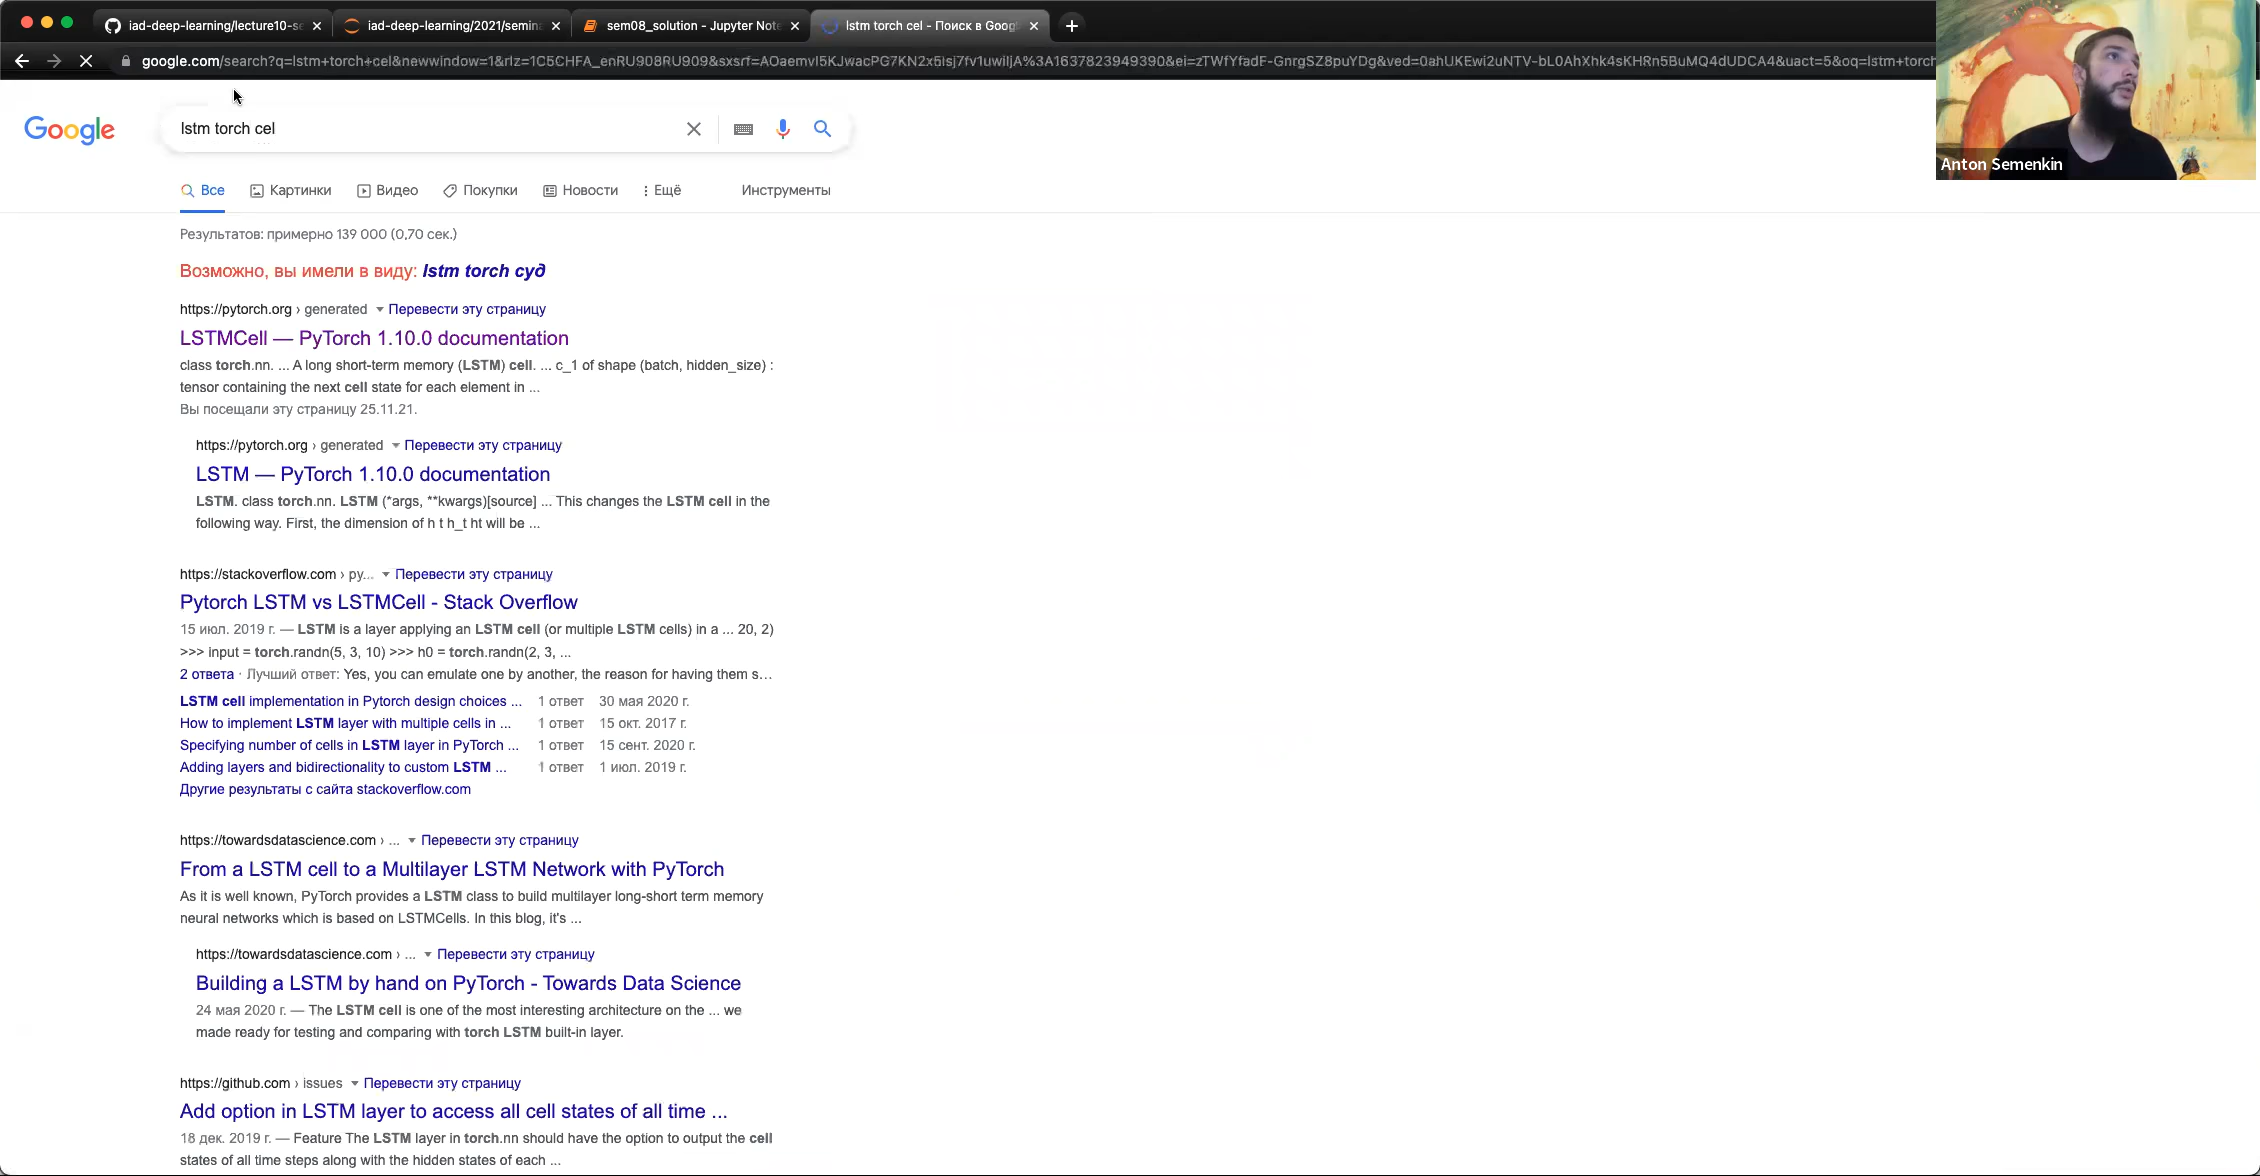 iad-deep-learning/lecture10-se
iad-deep-learning/2021/semina
sem08_solution - Jupyter Note
lstm torch cel - Поиск в Goog
google.com/search?q=lstm+torch+cel&newwindow=1&rlz=1C5CHFA_enRU908RU909&
Anton Semenkin
Google
lstm torch cel
Все
Картинки
Видео
Покупки
Новости
Ещё
Инструменты
Результатов: примерно 139 000 (0,70 сек.)
Возможно, вы имели в виду: lstm torch суд
https://pytorch.org › generated Перевести эту страницу
LSTMCell — PyTorch 1.10.0 documentation
class torch.nn. ... A long short-term memory (LSTM) cell. ... c_1 of shape (batch, hidden_size) :
tensor containing the next cell state for each element in ...
Вы посещали эту страницу 25.11.21.
https://pytorch.org › generated Перевести эту страницу
LSTM — PyTorch 1.10.0 documentation
LSTM. class torch.nn. LSTM (*args, **kwargs)[source] ... This changes the LSTM cell in the
following way. First, the dimension of h t h_t ht will be ...
https://stackoverflow.com › py... Перевести эту страницу
Pytorch LSTM vs LSTMCell - Stack Overflow
15 июл. 2019 г. — LSTM is a layer applying an LSTM cell (or multiple LSTM cells) in a ... 20, 2)
>>> input = torch.randn(5, 3, 10) >>> h0 = torch.randn(2, 3, ...
2 ответа · Лучший ответ: Yes, you can emulate one by another, the reason for having them s...
LSTM cell implementation in Pytorch design choices ... 1 ответ 30 мая 2020 г.
How to implement LSTM layer with multiple cells in ... 1 ответ 15 окт. 2017 г.
Specifying number of cells in LSTM layer in PyTorch ... 1 ответ 15 сент. 2020 г.
Adding layers and bidirectionality to custom LSTM ... 1 ответ 1 июл. 2019 г.
Другие результаты с сайта stackoverflow.com
https://towardsdatascience.com › ... Перевести эту страницу
From a LSTM cell to a Multilayer LSTM Network with PyTorch
As it is well known, PyTorch provides a LSTM class to build multilayer long-short term memory
neural networks which is based on LSTMCells. In this blog, it's ...
https://towardsdatascience.com › ... Перевести эту страницу
Building a LSTM by hand on PyTorch - Towards Data Science
24 мая 2020 г. — The LSTM cell is one of the most interesting architecture on the ... we
made ready for testing and comparing with torch LSTM built-in layer.
https://github.com › issues Перевести эту страницу
Add option in LSTM layer to access all cell states of all time ...
18 дек. 2019 г. — Feature The LSTM layer in torch.nn should have the option to output the cell
states of all time steps along with the hidden states of each ...